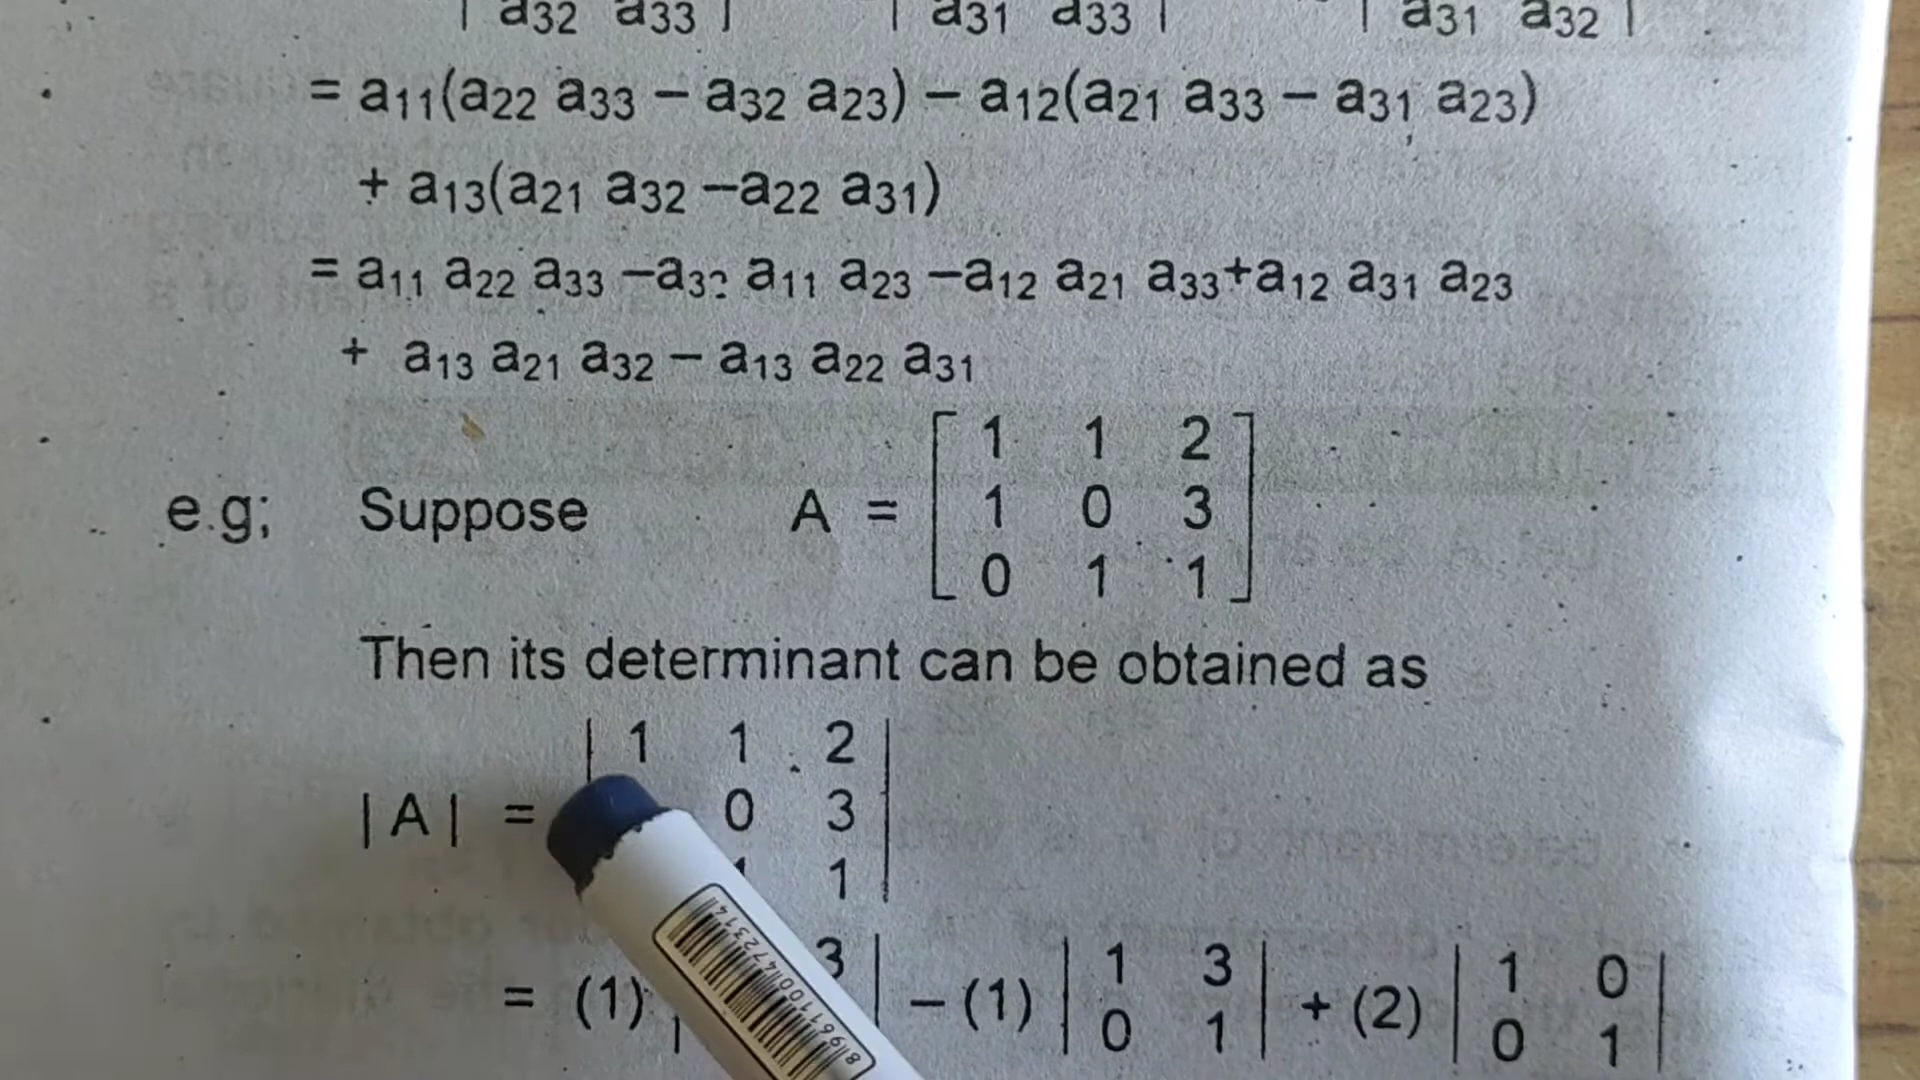 | a32 a33 | | a31 a33 | | a31 a32 |
= a11(a22 a33 – a32 a23) – a12(a21 a33 – a31 a23)
+ a13(a21 a32 –a22 a31)
= a11 a22 a33 –a32 a11 a23 –a12 a21 a33+a12 a31 a23
+ a13 a21 a32 – a13 a22 a31
1 1 2
e.g; Suppose A = 1 0 3
0 1 1
Then its determinant can be obtained as
| 1 1 2 |
|A| = 0 3
1 1
3 | 1 3 | | 1 0 |
= (1) – (1) + (2)
| 0 1 | | 0 1 |
8961100472314